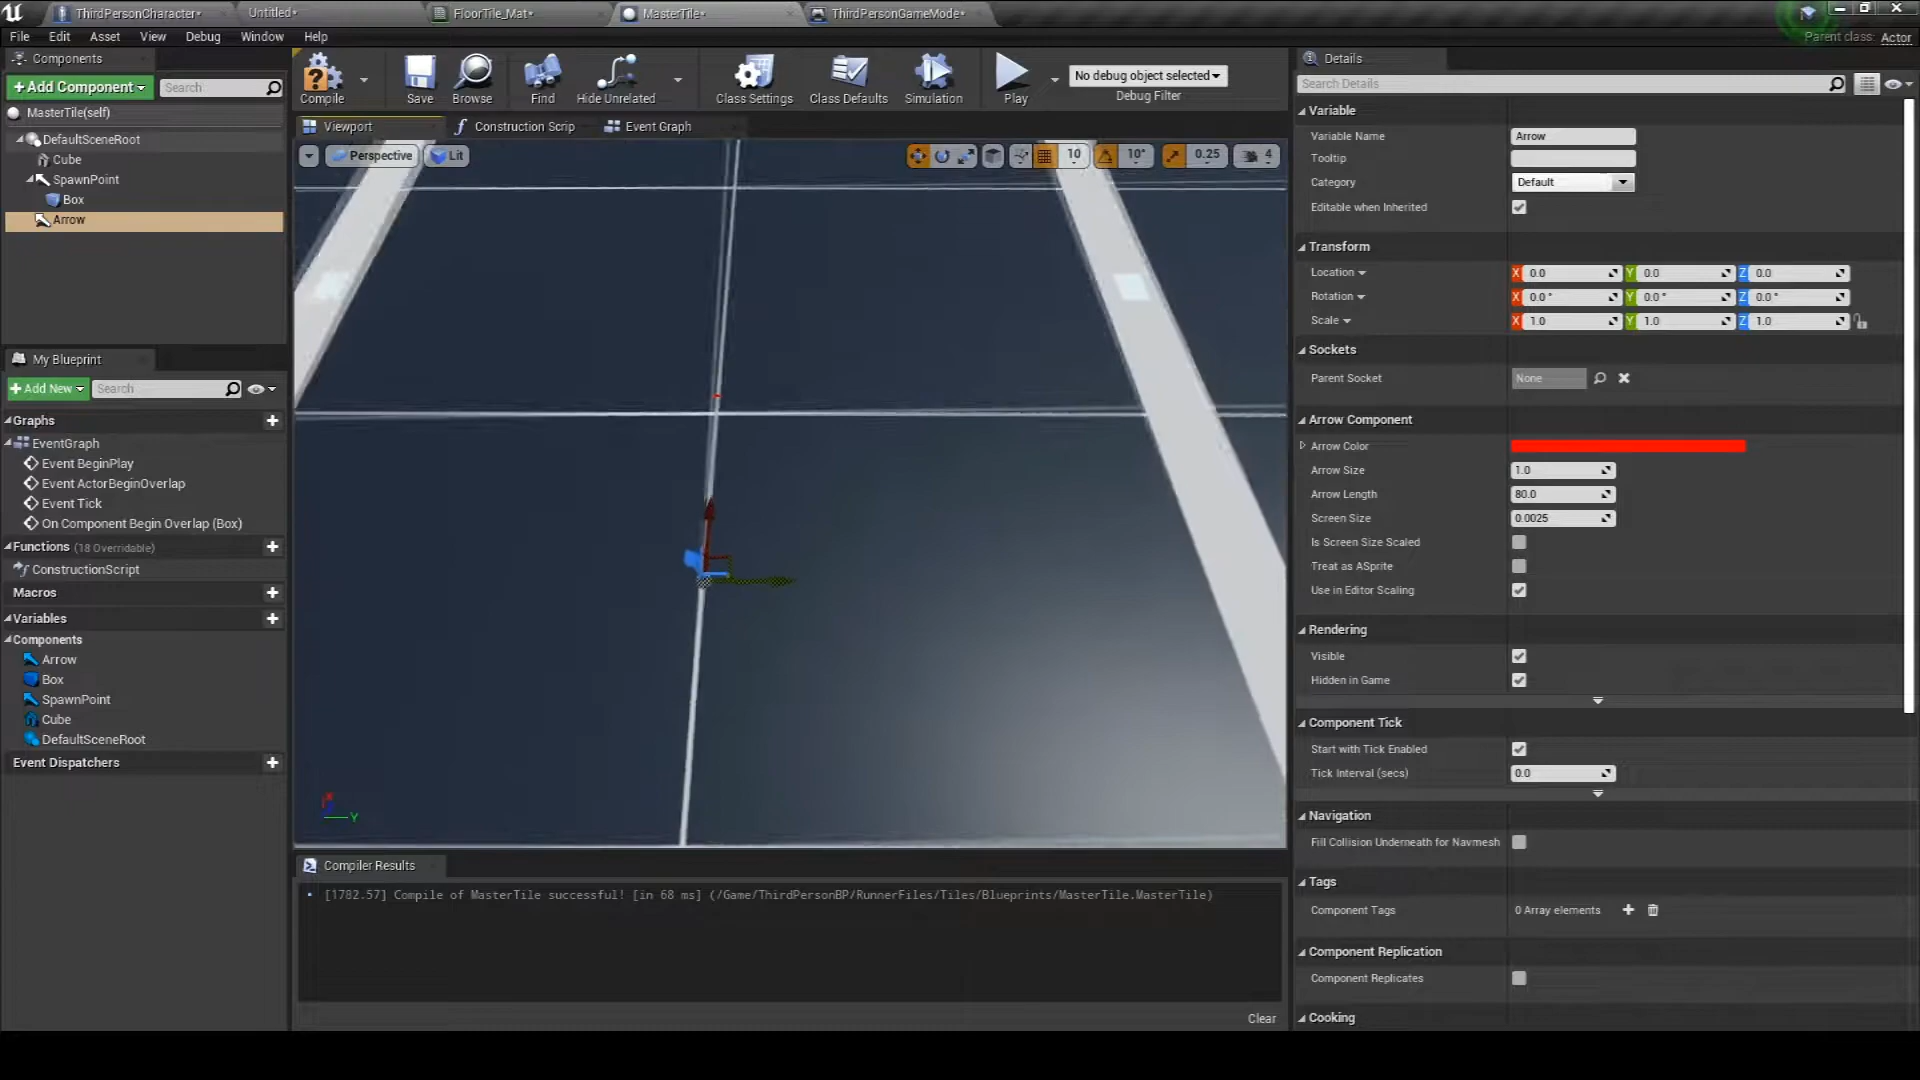 ThirdPersonCharacter*
Untitled*
FloorTile_Mat*
MasterTile*
ThirdPersonGameMode*
File
Edit
Asset
View
Debug
Window
Help
Parent class: Actor
Components
+Add Component
Search
MasterTile(self)
DefaultSceneRoot
Cube
SpawnPoint
Box
Arrow
My Blueprint
+Add New
Search
Graphs
EventGraph
Event BeginPlay
Event ActorBeginOverlap
Event Tick
On Component Begin Overlap (Box)
Functions (18 Overridable)
ConstructionScript
Macros
Variables
Components
Arrow
Box
SpawnPoint
Cube
DefaultSceneRoot
Event Dispatchers
Compile
Save
Browse
Find
Hide Unrelated
Class Settings
Class Defaults
Simulation
Play
No debug object selected
Debug Filter
Viewport
Construction Scrip
Event Graph
Perspective
Lit
10
10°
0.25
4
Y
Compiler Results
[1782.57] Compile of MasterTile successful! [in 68 ms] (/Game/ThirdPersonBP/RunnerFiles/Tiles/Blueprints/MasterTile.MasterTile)
Clear
Details
Search Details
Variable
Variable Name Arrow
Tooltip
Category Default
Editable when Inherited
Transform
Location X 0.0 Y 0.0 Z 0.0
Rotation X 0.0° Y 0.0° Z 0.0°
Scale X 1.0 Y 1.0 Z 1.0
Sockets
Parent Socket None
Arrow Component
Arrow Color
Arrow Size 1.0
Arrow Length 80.0
Screen Size 0.0025
Is Screen Size Scaled
Treat as ASprite
Use in Editor Scaling
Rendering
Visible
Hidden in Game
Component Tick
Start with Tick Enabled
Tick Interval (secs) 0.0
Navigation
Fill Collision Underneath for Navmesh
Tags
Component Tags 0 Array elements
Component Replication
Component Replicates
Cooking